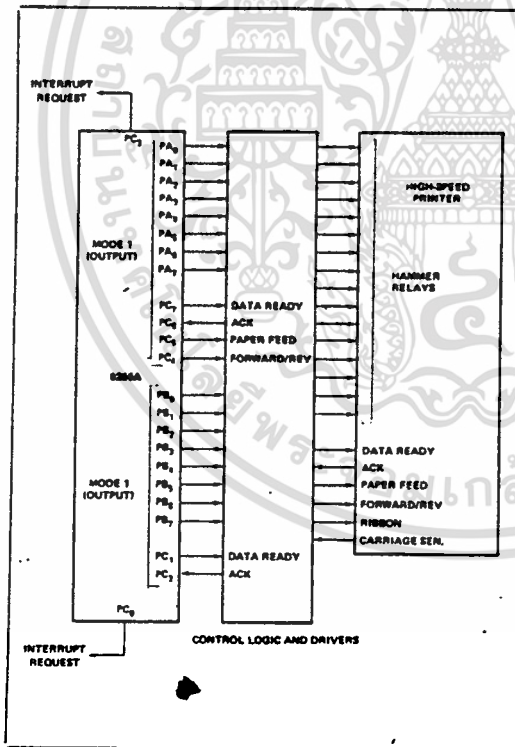 INTERRUPT
REQUEST
PC3
PA0
PA1
PA2
PA3
PA4
PA5
PA6
PA7
MODE 1
(OUTPUT)
PC7
PC6
PC5
PC4
8255A
PB0
PB1
PB2
PB3
PB4
PB5
PB6
PB7
MODE 1
(OUTPUT)
PC1
PC2
PC0
INTERRUPT
REQUEST
DATA READY
ACK
PAPER FEED
FORWARD/REV
DATA READY
ACK
CONTROL LOGIC AND DRIVERS
HIGH-SPEED
PRINTER
HAMMER
RELAYS
DATA READY
ACK
PAPER FEED
FORWARD/REV
RIBBON
CARRIAGE SEN.